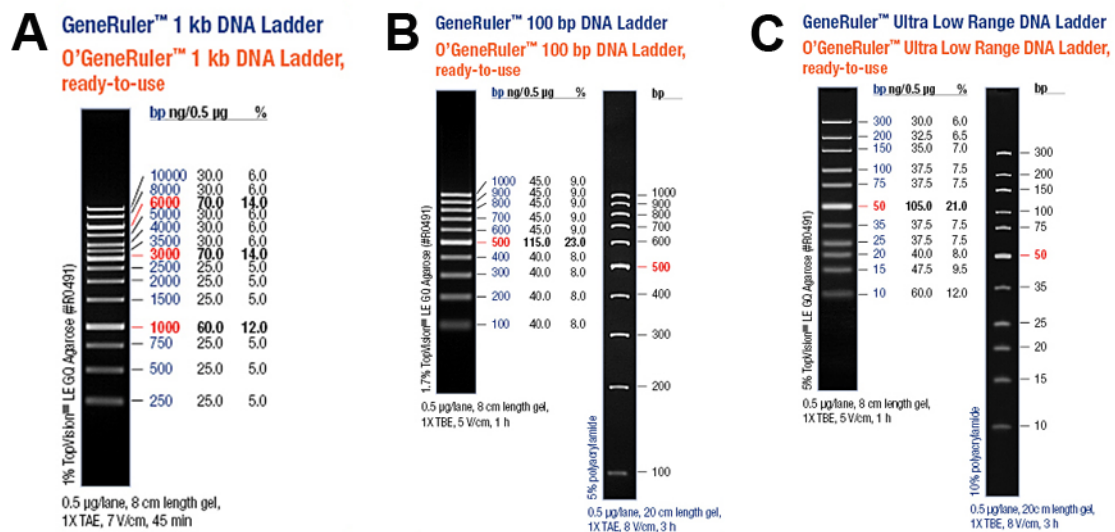 A
GeneRuler™ 1 kb DNA Ladder
O'GeneRuler™ 1 kb DNA Ladder,
ready-to-use
bp ng/0.5 µg %
10000 30.0 6.0
8000 30.0 6.0
6000 70.0 14.0
5000 30.0 6.0
4000 30.0 6.0
3500 30.0 6.0
3000 70.0 14.0
2500 25.0 5.0
2000 25.0 5.0
1500 25.0 5.0
1000 60.0 12.0
750 25.0 5.0
500 25.0 5.0
250 25.0 5.0
1% TopVision™ LE GQ Agarose (#R0491)
0.5 µg/lane, 8 cm length gel,
1X TAE, 7 V/cm, 45 min
B
GeneRuler™ 100 bp DNA Ladder
O'GeneRuler™ 100 bp DNA Ladder,
ready-to-use
bp ng/0.5 µg %
1000 45.0 9.0
900 45.0 9.0
800 45.0 9.0
700 45.0 9.0
600 45.0 9.0
500 115.0 23.0
400 40.0 8.0
300 40.0 8.0
200 40.0 8.0
100 40.0 8.0
1.7% TopVision™ LE GQ Agarose (#R0491)
0.5 µg/lane, 8 cm length gel,
1X TBE, 5 V/cm, 1 h
bp
1000
900
800
700
600
500
400
300
200
100
5% polyacrylamide
0.5 µg/lane, 20 cm length gel,
1X TAE, 8 V/cm, 3 h
C
GeneRuler™ Ultra Low Range DNA Ladder
O'GeneRuler™ Ultra Low Range DNA Ladder,
ready-to-use
bp ng/0.5 µg %
300 30.0 6.0
200 32.5 6.5
150 35.0 7.0
100 37.5 7.5
75 37.5 7.5
50 105.0 21.0
35 37.5 7.5
25 37.5 7.5
20 40.0 8.0
15 47.5 9.5
10 60.0 12.0
5% TopVision™ LE GQ Agarose (#R0491)
0.5 µg/lane, 8 cm length gel,
1X TBE, 5 V/cm, 1 h
bp
300
200
150
100
75
50
35
25
20
15
10
10% polyacrylamide
0.5 µg/lane, 20cm length gel,
1X TBE, 8 V/cm, 3 h